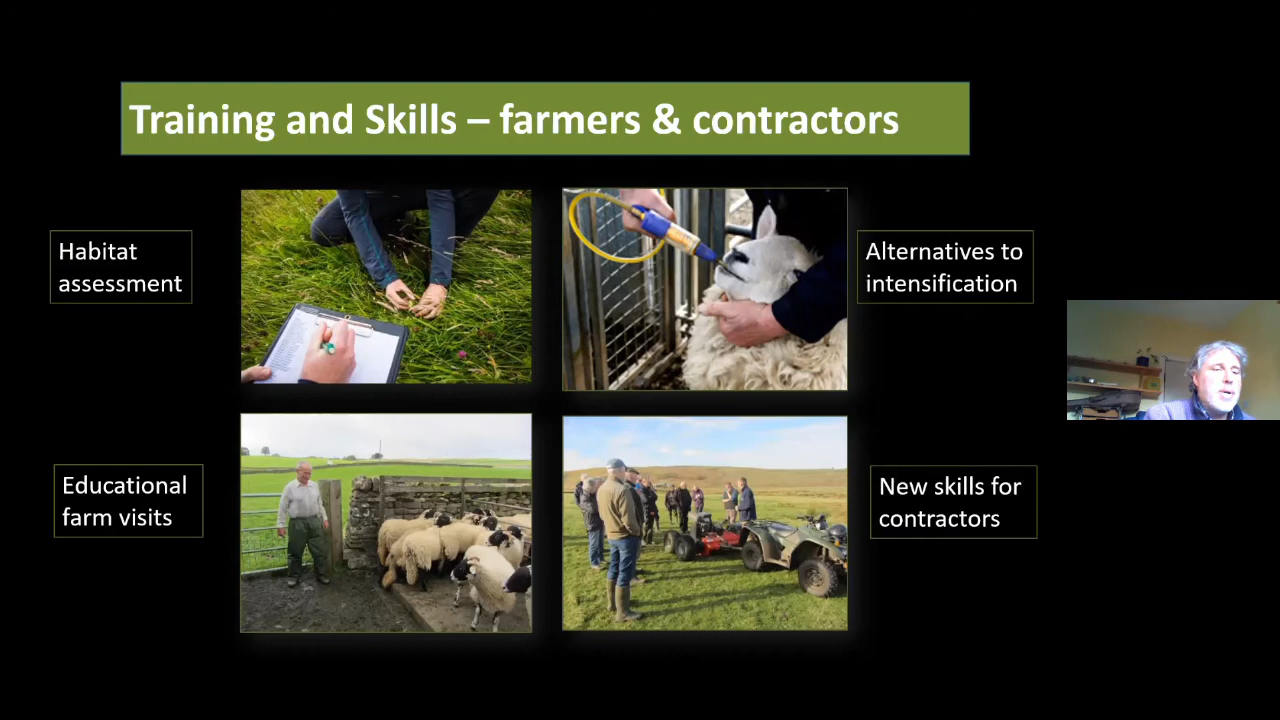 Training and Skills – farmers & contractors
Habitat
assessment
Alternatives to
intensification
Educational
farm visits
New skills for
contractors